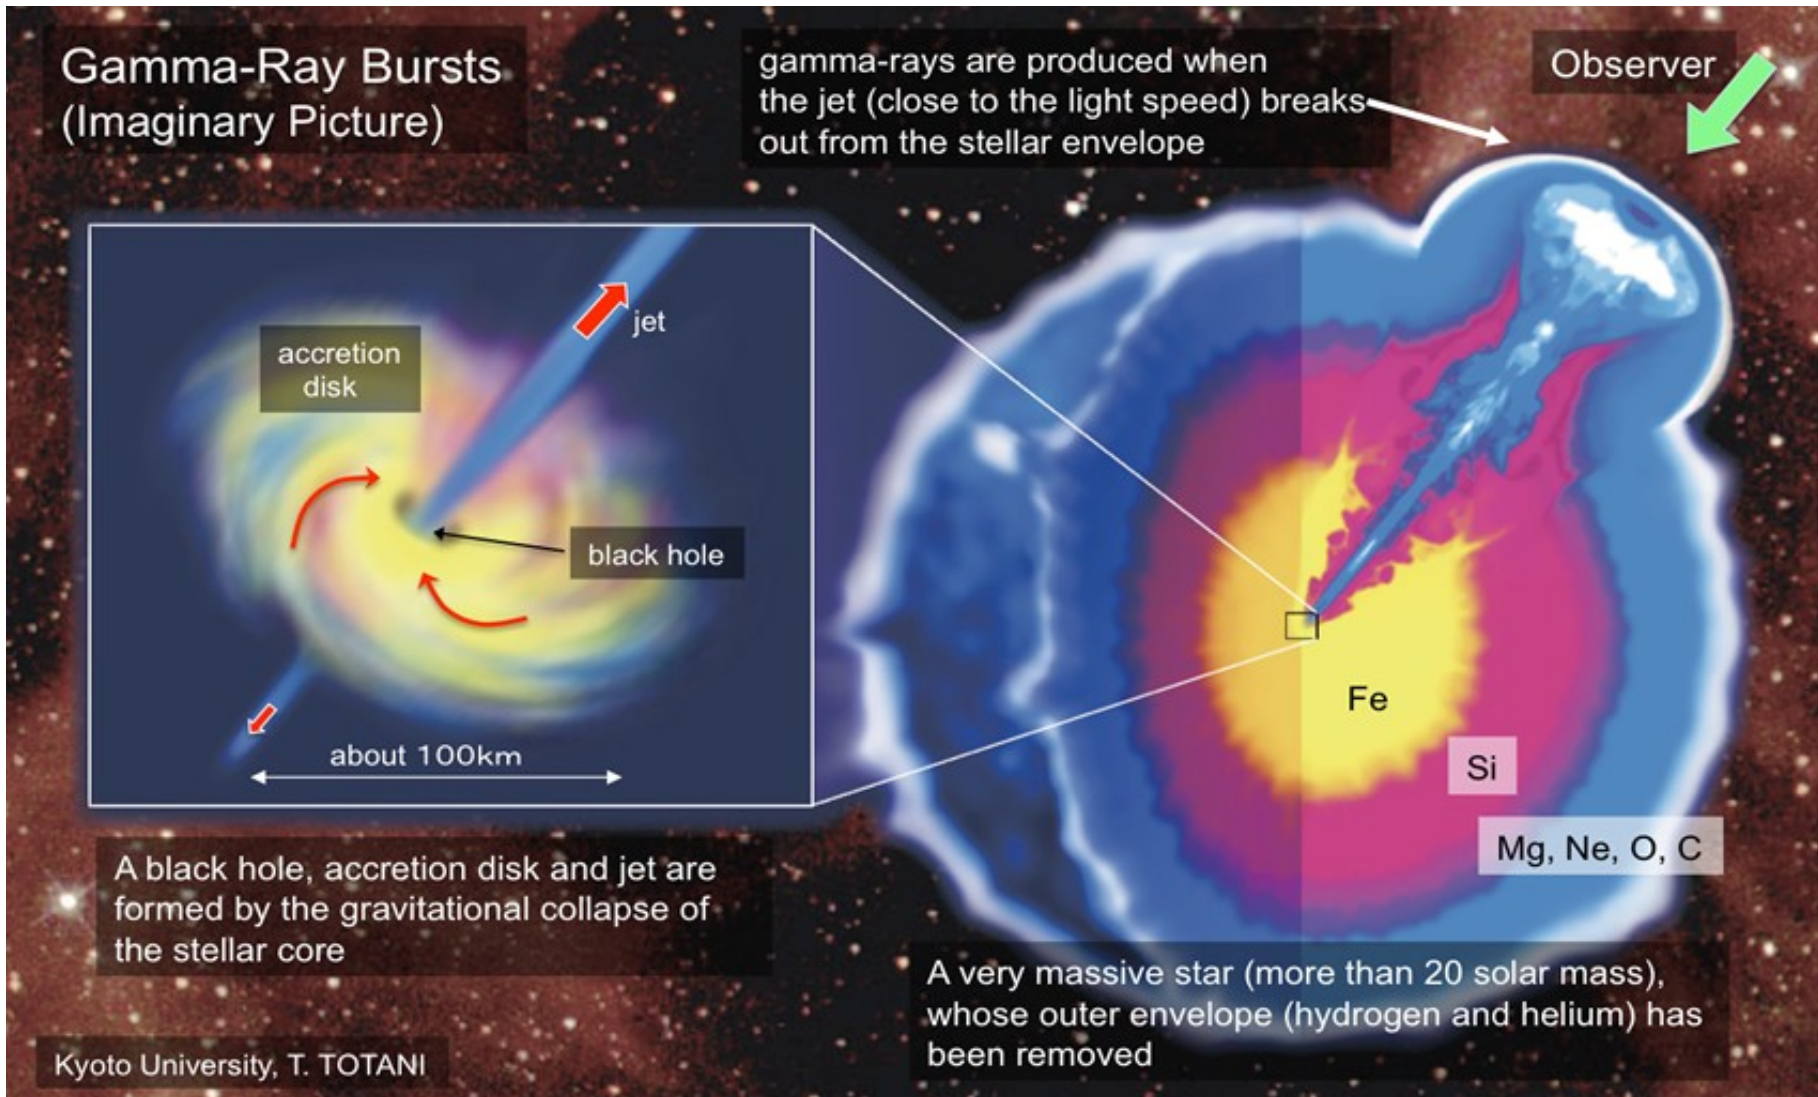 Gamma-Ray Bursts
(Imaginary Picture)
gamma-rays are produced when
the jet (close to the light speed) breaks
out from the stellar envelope
Observer
jet
accretion
disk
black hole
about 100km
Fe
Si
Mg, Ne, O, C
A black hole, accretion disk and jet are
formed by the gravitational collapse of
the stellar core
A very massive star (more than 20 solar mass),
whose outer envelope (hydrogen and helium) has
been removed
Kyoto University, T. TOTANI